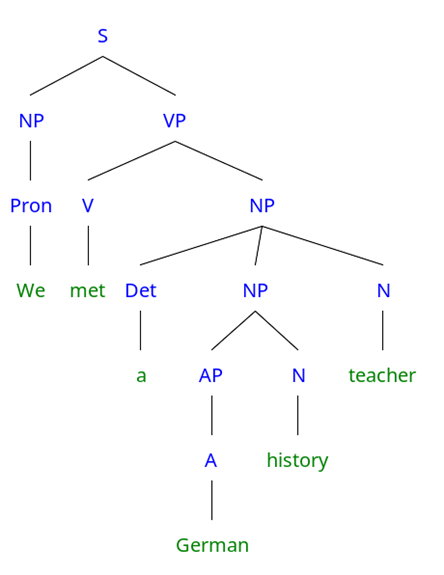 S
NP VP
Pron V NP
We met Det NP N
a AP N teacher
A history
German